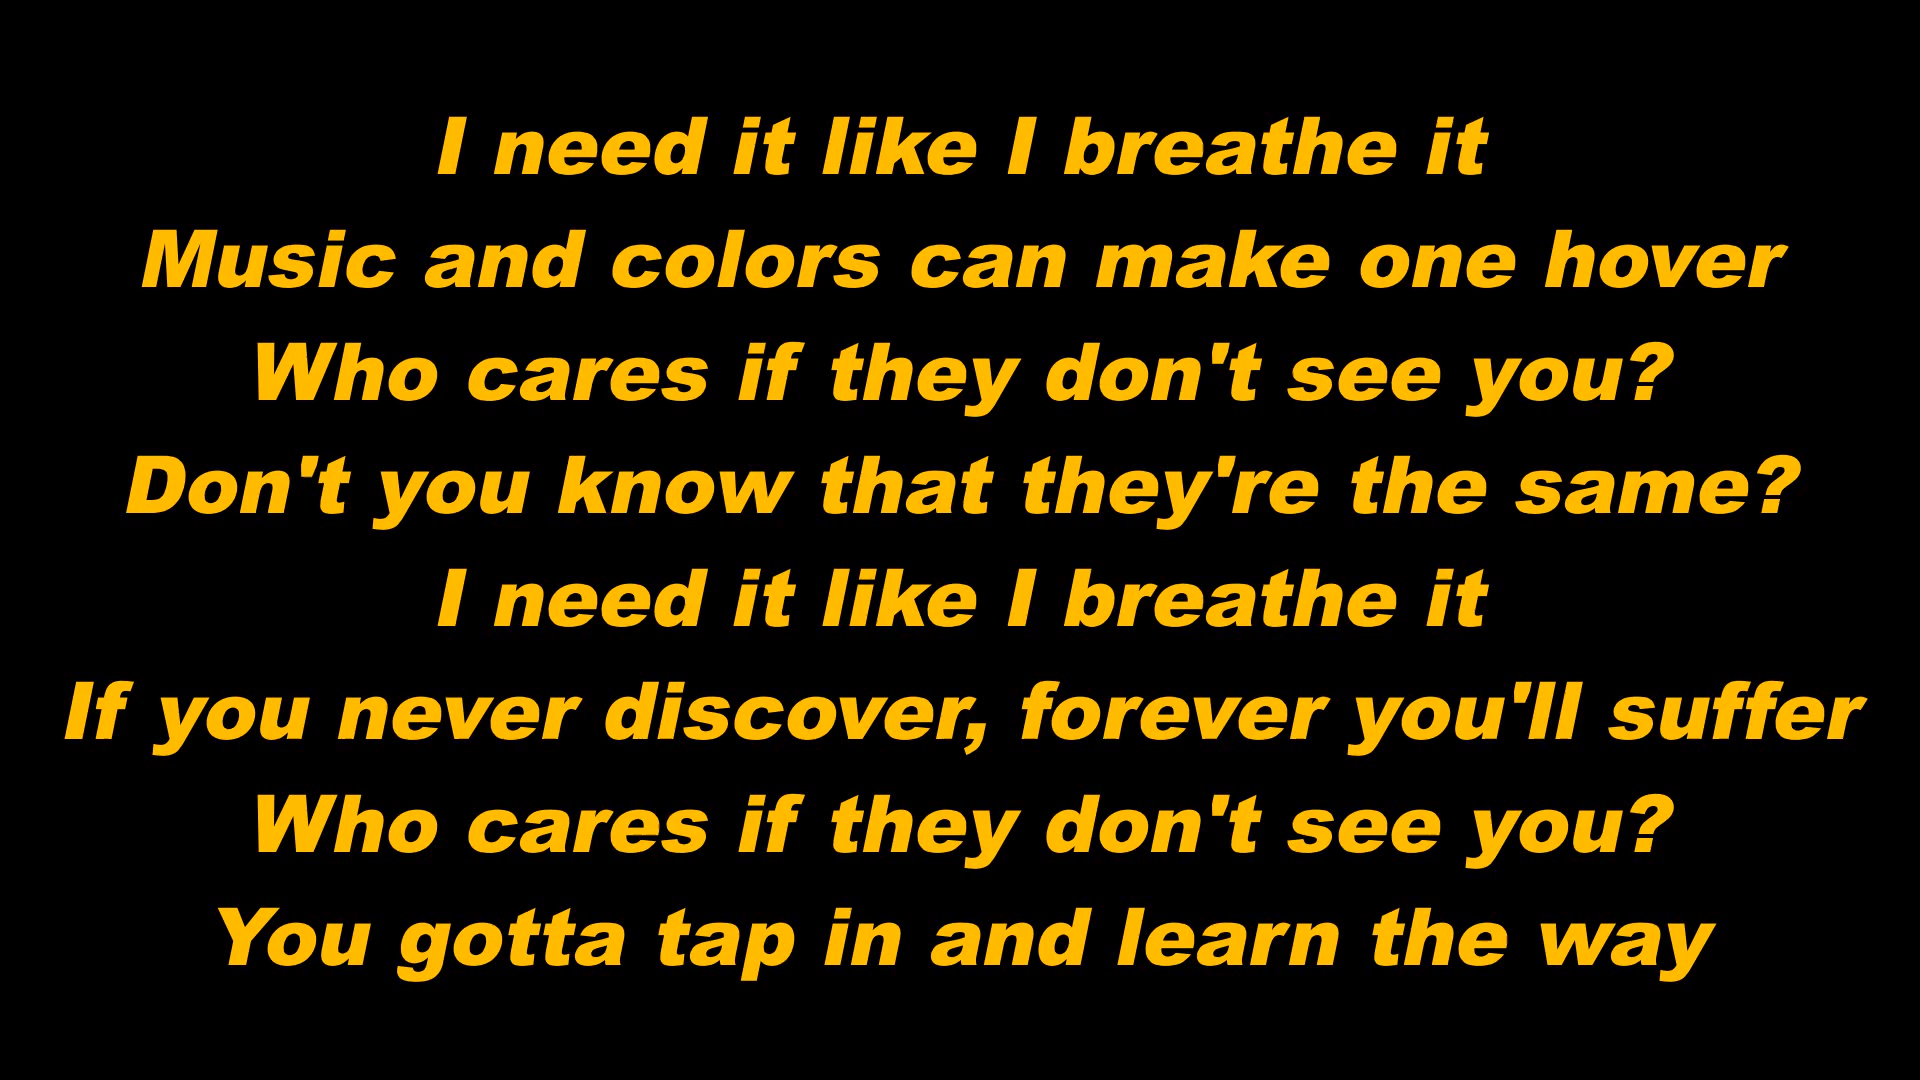 I need it like I breathe it
Music and colors can make one hover
Who cares if they don't see you?
Don't you know that they're the same?
I need it like I breathe it
If you never discover, forever you'll suffer
Who cares if they don't see you?
You gotta tap in and learn the way